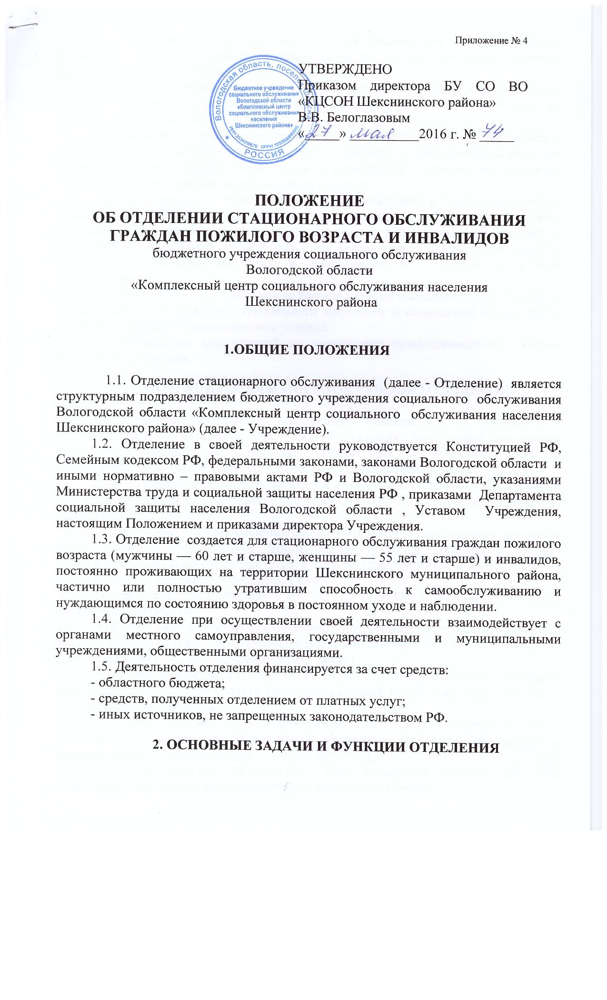 Приложение № 4
УТВЕРЖДЕНО
Приказом директора БУ СО ВО
«КЦСОН Шекснинского района»
В.В. Белоглазовым
«27» мая 2016 г. № 74
Вологодская область, поселок Шексна
Бюджетное учреждение
социального обслуживания
Вологодской области
«Комплексный центр
социального обслуживания
населения
Шекснинского района»
ИНН 3524009670 ОГРН
РОССИЯ
ПОЛОЖЕНИЕ
ОБ ОТДЕЛЕНИИ СТАЦИОНАРНОГО ОБСЛУЖИВАНИЯ
ГРАЖДАН ПОЖИЛОГО ВОЗРАСТА И ИНВАЛИДОВ
бюджетного учреждения социального обслуживания
Вологодской области
«Комплексный центр социального обслуживания населения
Шекснинского района
1.ОБЩИЕ ПОЛОЖЕНИЯ
1.1. Отделение стационарного обслуживания (далее - Отделение) является
структурным подразделением бюджетного учреждения социального обслуживания
Вологодской области «Комплексный центр социального обслуживания населения
Шекснинского района» (далее - Учреждение).
1.2. Отделение в своей деятельности руководствуется Конституцией РФ,
Семейным кодексом РФ, федеральными законами, законами Вологодской области и
иными нормативно – правовыми актами РФ и Вологодской области, указаниями
Министерства труда и социальной защиты населения РФ , приказами Департамента
социальной защиты населения Вологодской области , Уставом Учреждения,
настоящим Положением и приказами директора Учреждения.
1.3. Отделение создается для стационарного обслуживания граждан пожилого
возраста (мужчины — 60 лет и старше, женщины — 55 лет и старше) и инвалидов,
постоянно проживающих на территории Шекснинского муниципального района,
частично или полностью утратившим способность к самообслуживанию и
нуждающимся по состоянию здоровья в постоянном уходе и наблюдении.
1.4. Отделение при осуществлении своей деятельности взаимодействует с
органами местного самоуправления, государственными и муниципальными
учреждениями, общественными организациями.
1.5. Деятельность отделения финансируется за счет средств:
- областного бюджета;
- средств, полученных отделением от платных услуг;
- иных источников, не запрещенных законодательством РФ.
2. ОСНОВНЫЕ ЗАДАЧИ И ФУНКЦИИ ОТДЕЛЕНИЯ